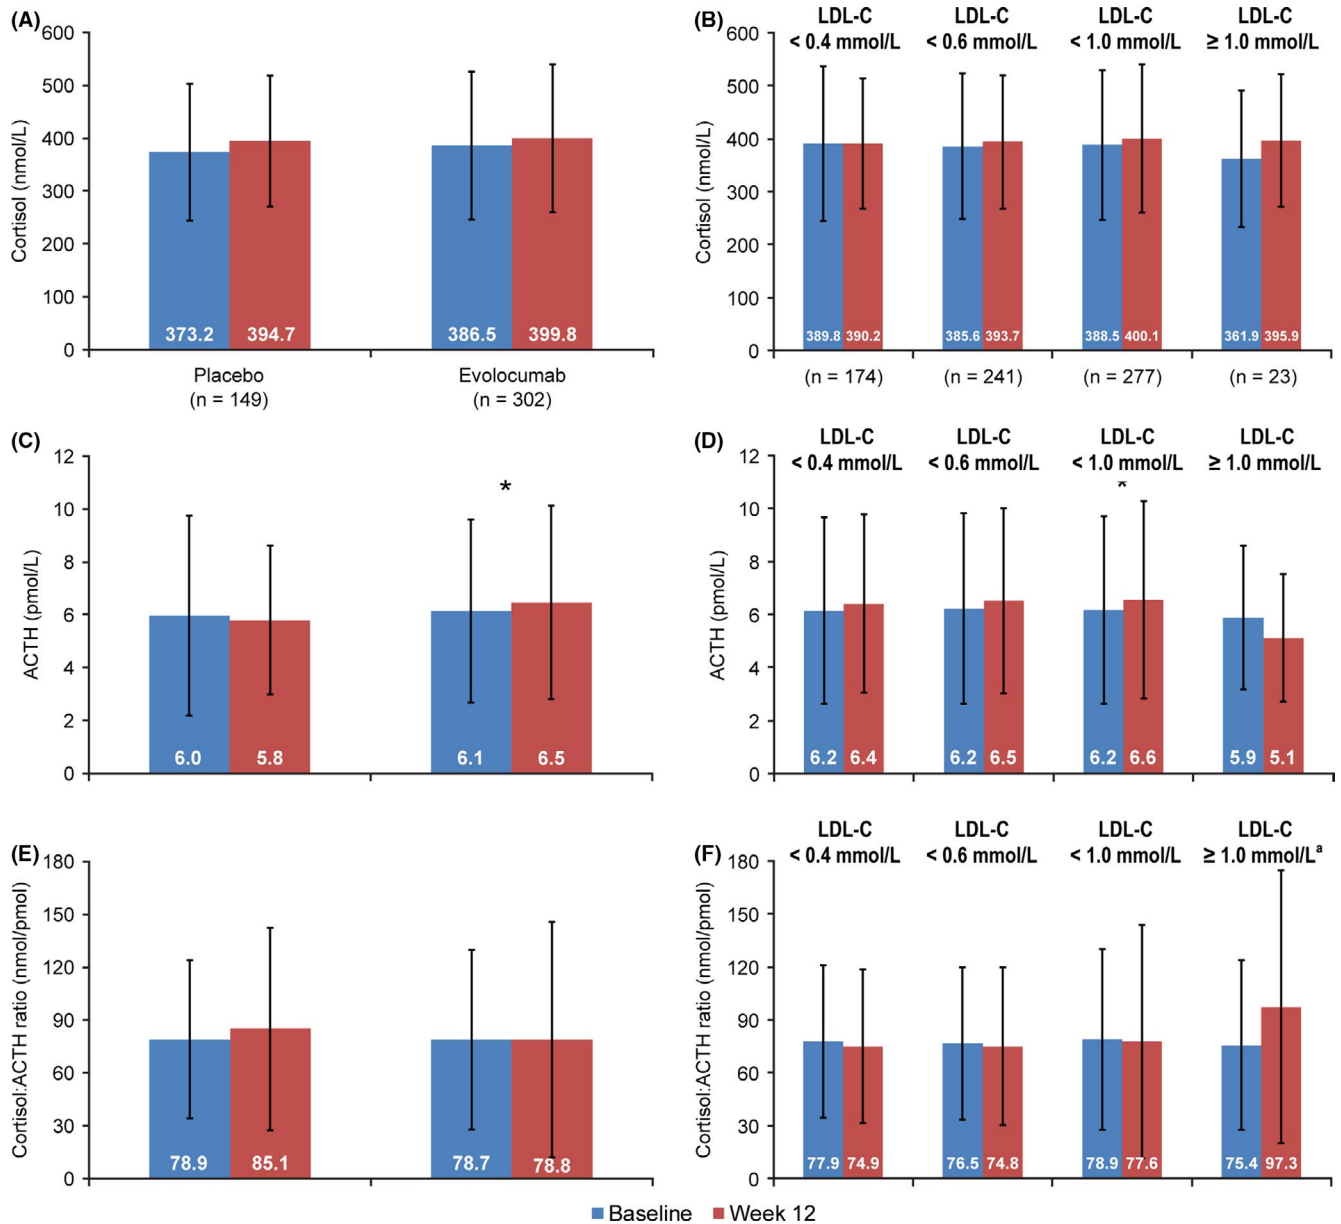 (A)
600
500
400
300
200
100
0
Cortisol (nmol/L)
373.2 394.7 386.5 399.8
Placebo Evolocumab
(n = 149) (n = 302)
(B)
LDL-C LDL-C LDL-C LDL-C
< 0.4 mmol/L < 0.6 mmol/L < 1.0 mmol/L ≥ 1.0 mmol/L
600
500
400
300
200
100
0
Cortisol (nmol/L)
389.8 390.2 385.6 393.7 388.5 400.1 361.9 395.9
(n = 174) (n = 241) (n = 277) (n = 23)
(C)
12
10
8
6
4
2
0
ACTH (pmol/L)
*
6.0 5.8 6.1 6.5
(D)
LDL-C LDL-C LDL-C LDL-C
< 0.4 mmol/L < 0.6 mmol/L < 1.0 mmol/L ≥ 1.0 mmol/L
*
12
10
8
6
4
2
0
ACTH (pmol/L)
6.2 6.4 6.2 6.5 6.2 6.6 5.9 5.1
(E)
180
150
120
90
60
30
0
Cortisol:ACTH ratio (nmol/pmol)
78.9 85.1 78.7 78.8
(F)
LDL-C LDL-C LDL-C LDL-C
< 0.4 mmol/L < 0.6 mmol/L < 1.0 mmol/L ≥ 1.0 mmol/Lᵃ
180
150
120
90
60
30
0
Cortisol:ACTH ratio (nmol/pmol)
77.9 74.9 76.5 74.8 78.9 77.6 75.4 97.3
Baseline Week 12